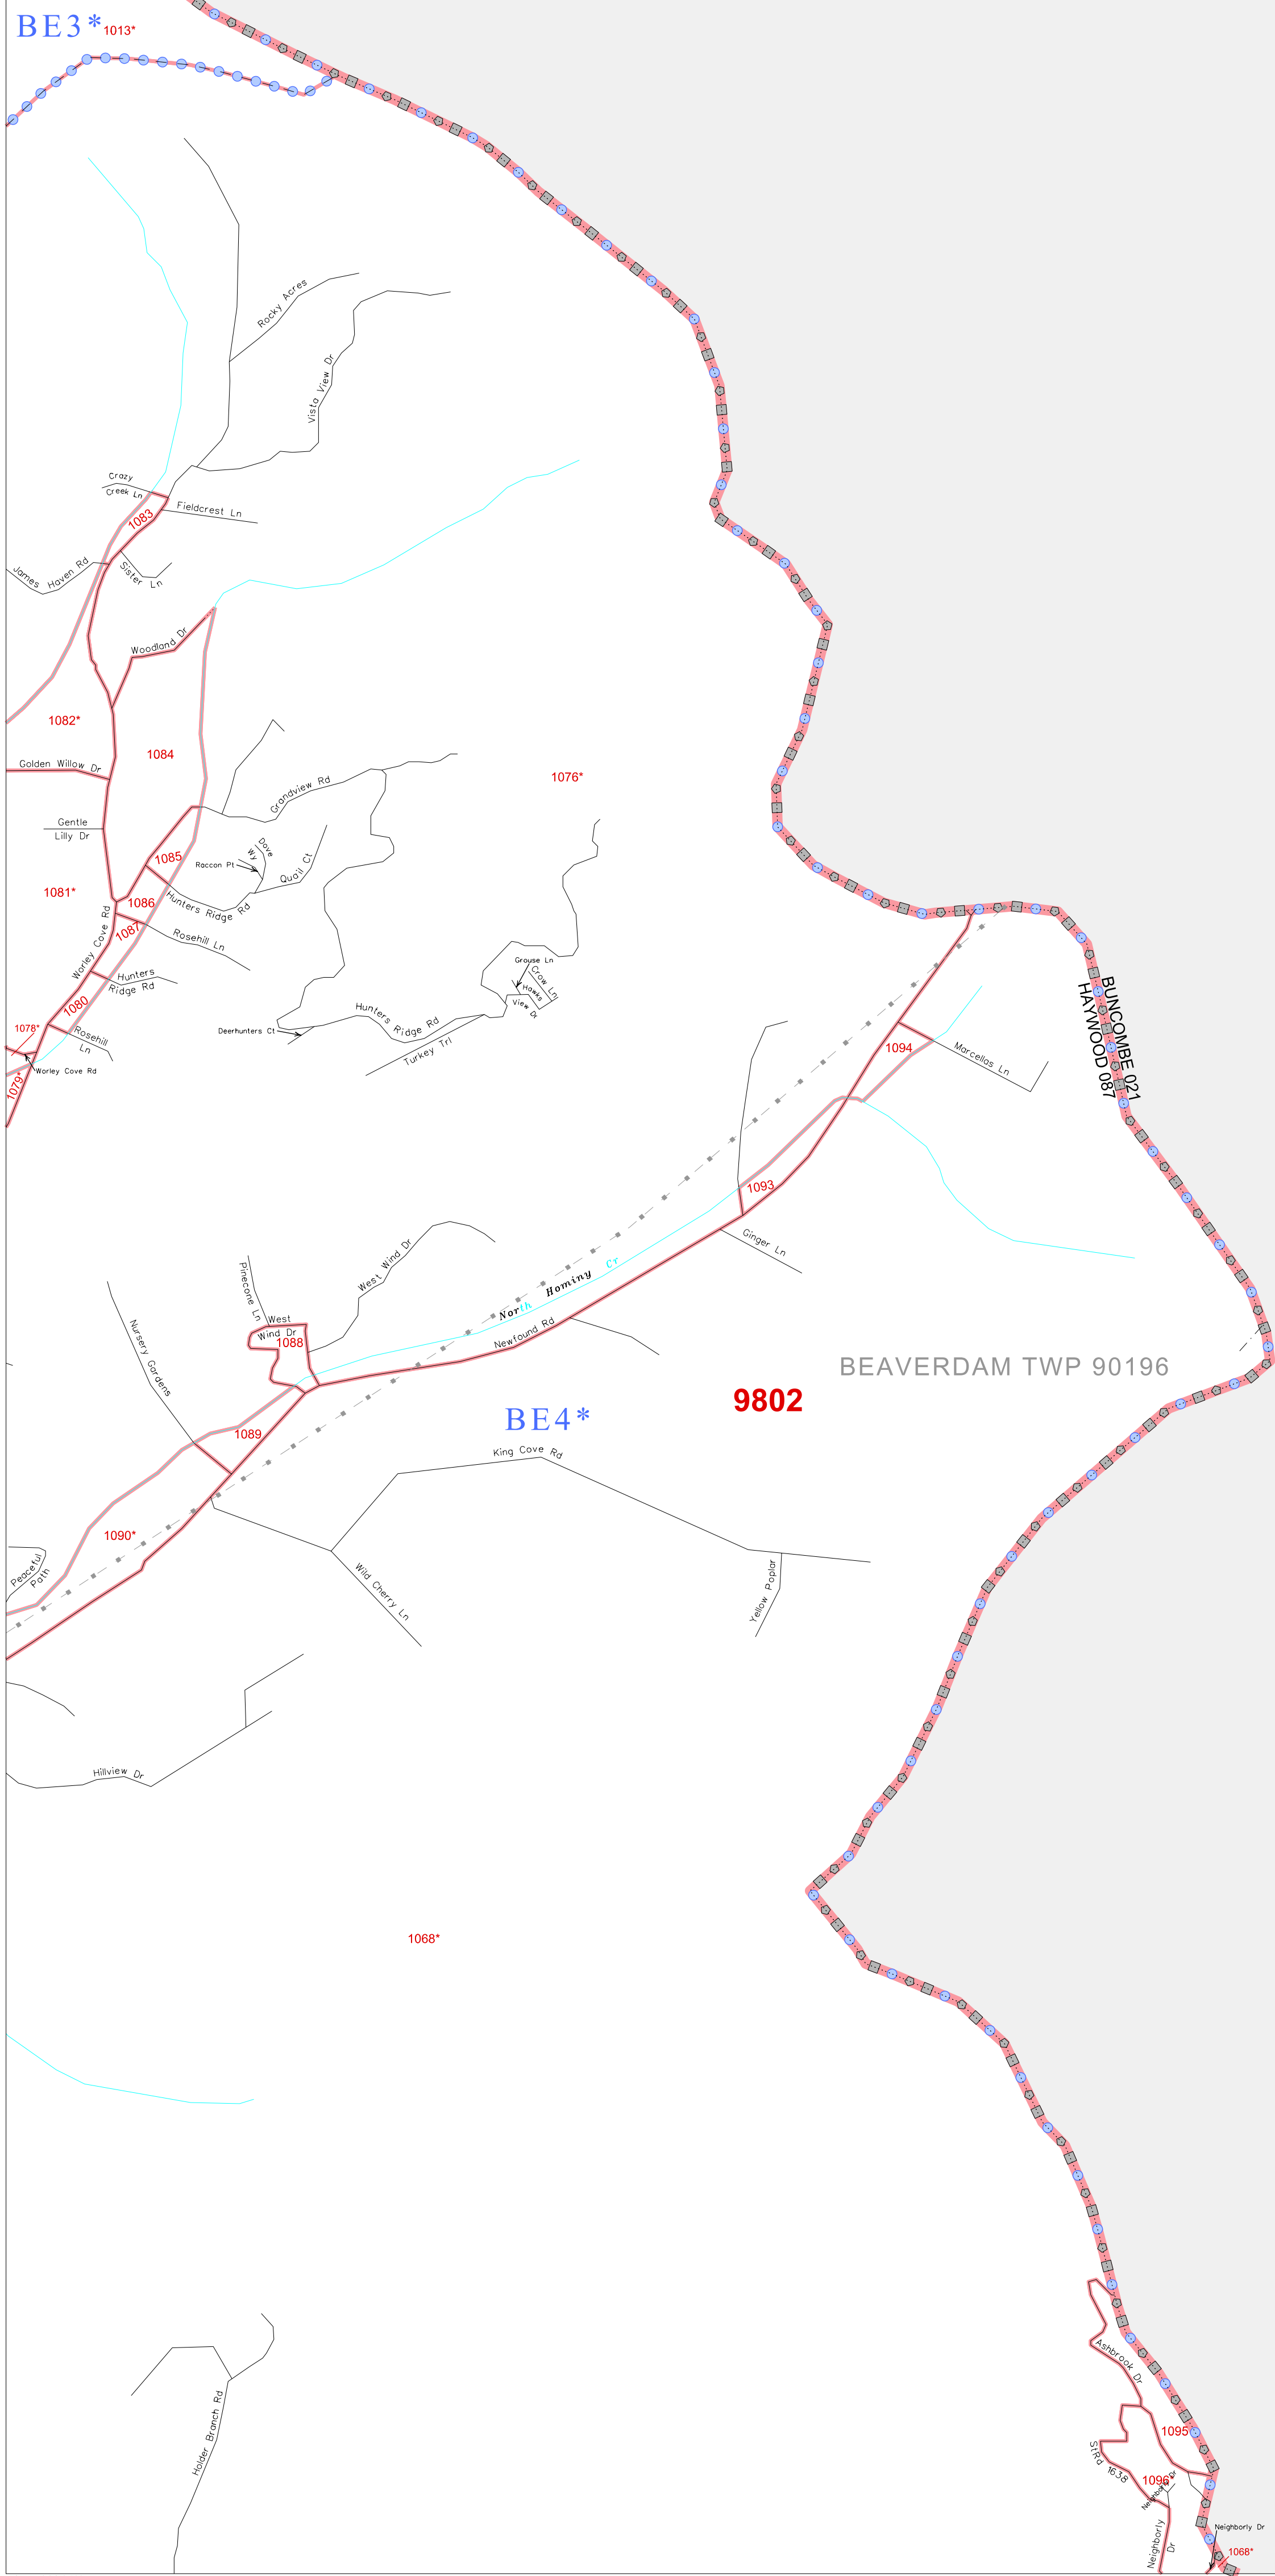 BE3*
1013*
Rocky Acres
Vista View Dr
Crazy
Creek Ln
1083
Fieldcrest Ln
James Haven Rd
Sister Ln
Woodland Dr
1082*
1084
1076*
Golden Willow Dr
Grandview Rd
Gentle
Lilly Dr
1085
Raccon Pt
Dove
Wy
Quail Ct
1081*
1086
Hunters Ridge Rd
1087
Rosehill Ln
Worley Cove Rd
Hunters
Ridge Rd
1080
Rosehill
Ln
1078*
Worley Cove Rd
1079*
Grouse Ln
Crow Ln
Hawks
View Dr
Hunters Ridge Rd
Deerhunters Ct
Turkey Trl
BUNCOMBE 021
HAYWOOD 087
1094
Marcellas Ln
1093
Ginger Ln
West Wind Dr
Pinecone Ln
West
Wind Dr
1088
North Hominy Cr
Newfound Rd
Nursery Gardens
BEAVERDAM TWP 90196
9802
BE4*
1089
King Cove Rd
1090*
Peaceful
Path
Wild Cherry Ln
Yellow Poplar
Hillview Dr
1068*
Holder Branch Rd
Ashbrook Dr
1095
StRd 1638
1096*
Neighborly Dr
Neighborly
Dr
Neighborly Dr
1068*